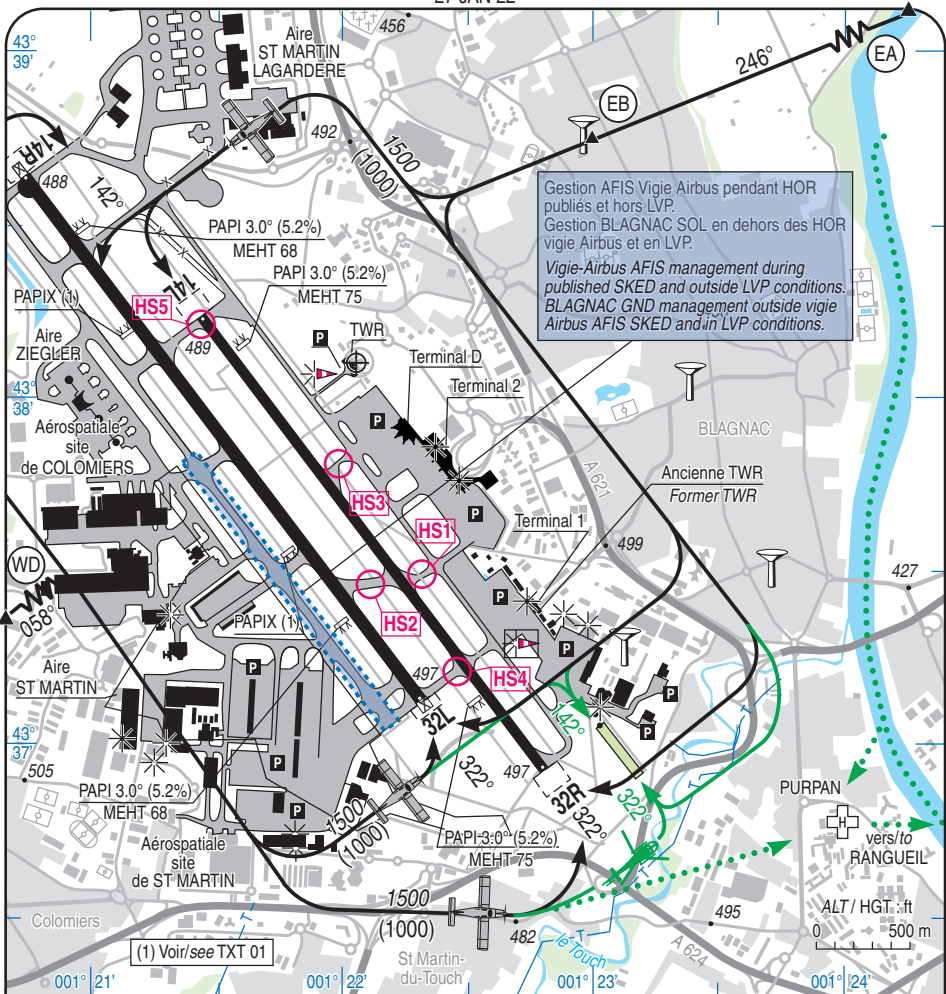 27 JAN 22
43°
39'
456
Aire
ST MARTIN
LAGARDERE
246°
EA
EB
492
1500
(1000)
14R
488
142°
PAPI 3.0° (5.2%)
MEHT 68
14L
PAPI 3.0° (5.2%)
MEHT 75
Gestion AFIS Vigie Airbus pendant HOR
publiés et hors LVP.
Gestion BLAGNAC SOL en dehors des HOR
vigie Airbus et en LVP.
Vigie-Airbus AFIS management during
published SKED and outside LVP conditions.
BLAGNAC GND management outside vigie
Airbus AFIS SKED and in LVP conditions.
PAPIX (1)
HS5
489
P
TWR
Aire
ZIEGLER
Terminal D
Terminal 2
43°
38'
P
BLAGNAC
Aérospatiale
site
de COLOMIERS
A 621
Ancienne TWR
Former TWR
HS3
P
HS1
Terminal 1
499
427
WD
058°
P
HS2
PAPIX (1)
Aire
ST MARTIN
P
497
HS4
P
P
P
32L
142°
P
43°
37'
505
322°
497
32R
322°
322°
P
PURPAN
PAPI 3.0° (5.2%)
MEHT 68
P
1500
(1000)
PAPI 3.0° (5.2%)
MEHT 75
vers/to
RANGUEIL
Aérospatiale
site
de ST MARTIN
P
1500
(1000)
482
495
ALT / HGT : ft
0 500 m
Colomiers
T
T
T
T
le Touch
A 624
(1) Voir/see TXT 01
St Martin-
du-Touch
001° 21'
001° 22'
001° 23'
001° 24'